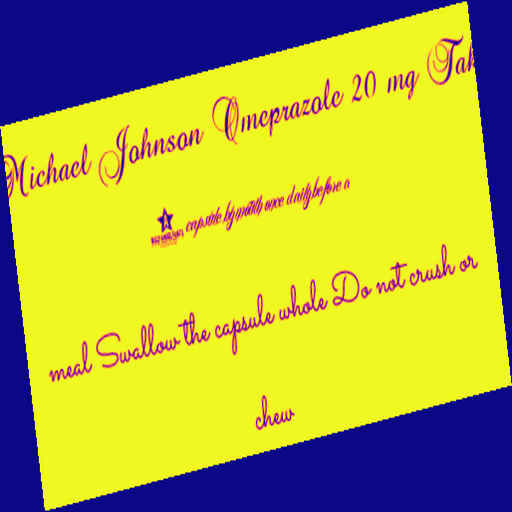 Michael Johnson Omeprazole 20 mg
capsule by mouth once daily before a
meal Swallow the capsule whole Do not crush or
chew